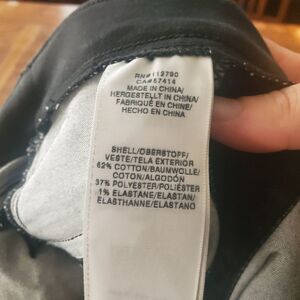 RN#112790
CA#57414
MADE IN CHINA/
HERGESTELLT IN CHINA/
FABRIQUÉ EN CHINE/
HECHO EN CHINA
SHELL/OBERSTOFF/
VESTE/TELA EXTERIOR
62% COTTON/BAUMWOLLE/
COTON/ALGODÓN
37% POLYESTER/POLIÉSTER
1% ELASTANE/ELASTAN/
ELASTHANNE/ELASTANO